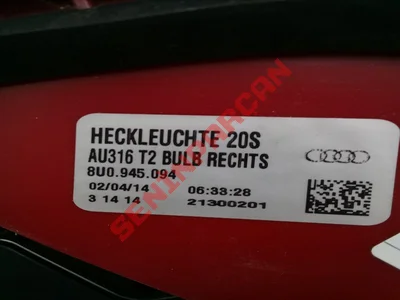 HECKLEUCHTE 20S
AU316 T2 BULB RECHTS
8U0.945.094
02/04/14 06:33:28
3 14 14 21300201
SENINPARCAN